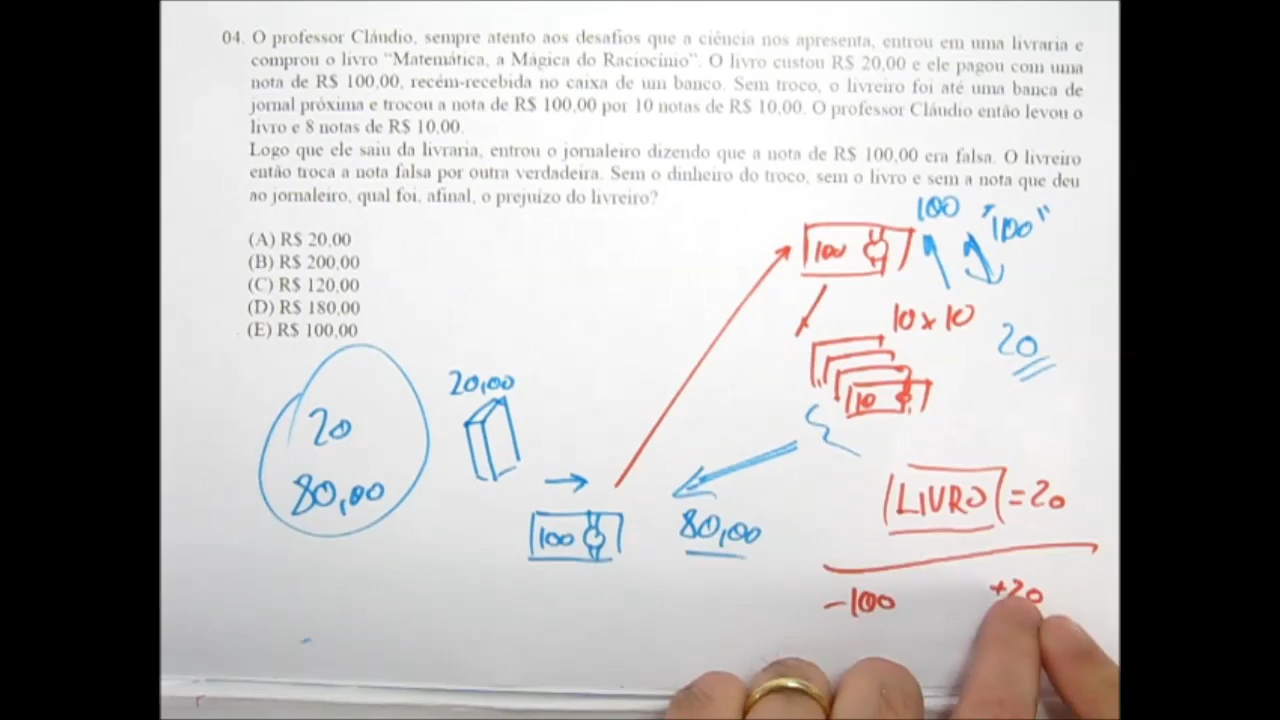 04. O professor Cláudio, sempre atento aos desafios que a ciência nos apresenta, entrou em uma livraria e
comprou o livro “Matemática, a Mágica do Raciocínio”. O livro custou R$ 20,00 e ele pagou com uma
nota de R$ 100,00, recém-recebida no caixa de um banco. Sem troco, o livreiro foi até uma banca de
jornal próxima e trocou a nota de R$ 100,00 por 10 notas de R$ 10,00. O professor Cláudio então levou o
livro e 8 notas de R$ 10,00.
Logo que ele saiu da livraria, entrou o jornaleiro dizendo que a nota de R$ 100,00 era falsa. O livreiro
então troca a nota falsa por outra verdadeira. Sem o dinheiro do troco, sem o livro e sem a nota que deu
ao jornaleiro, qual foi, afinal, o prejuízo do livreiro?
(A) R$ 20,00
(B) R$ 200,00
(C) R$ 120,00
(D) R$ 180,00
(E) R$ 100,00
100 "100"
100
10 x 10
20
10
20,00
20
80,00
100
80,00
LIVRO = 20
-100 +20